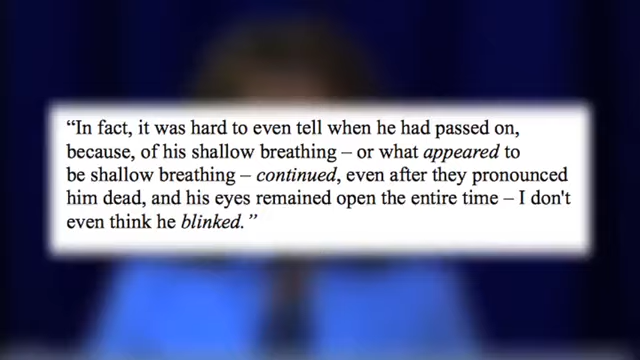 “In fact, it was hard to even tell when he had passed on,
because, of his shallow breathing – or what appeared to
be shallow breathing – continued, even after they pronounced
him dead, and his eyes remained open the entire time – I don't
even think he blinked.”